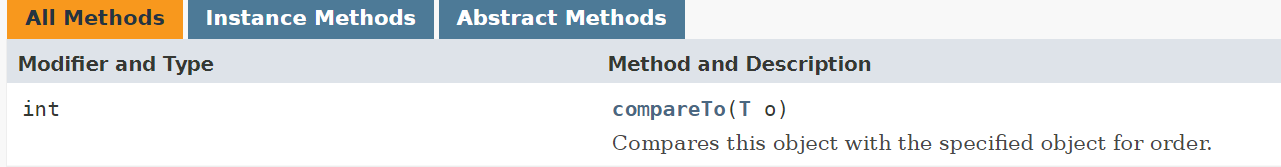 All Methods Instance Methods Abstract Methods
Modifier and Type Method and Description
int compareTo(T o)
Compares this object with the specified object for order.